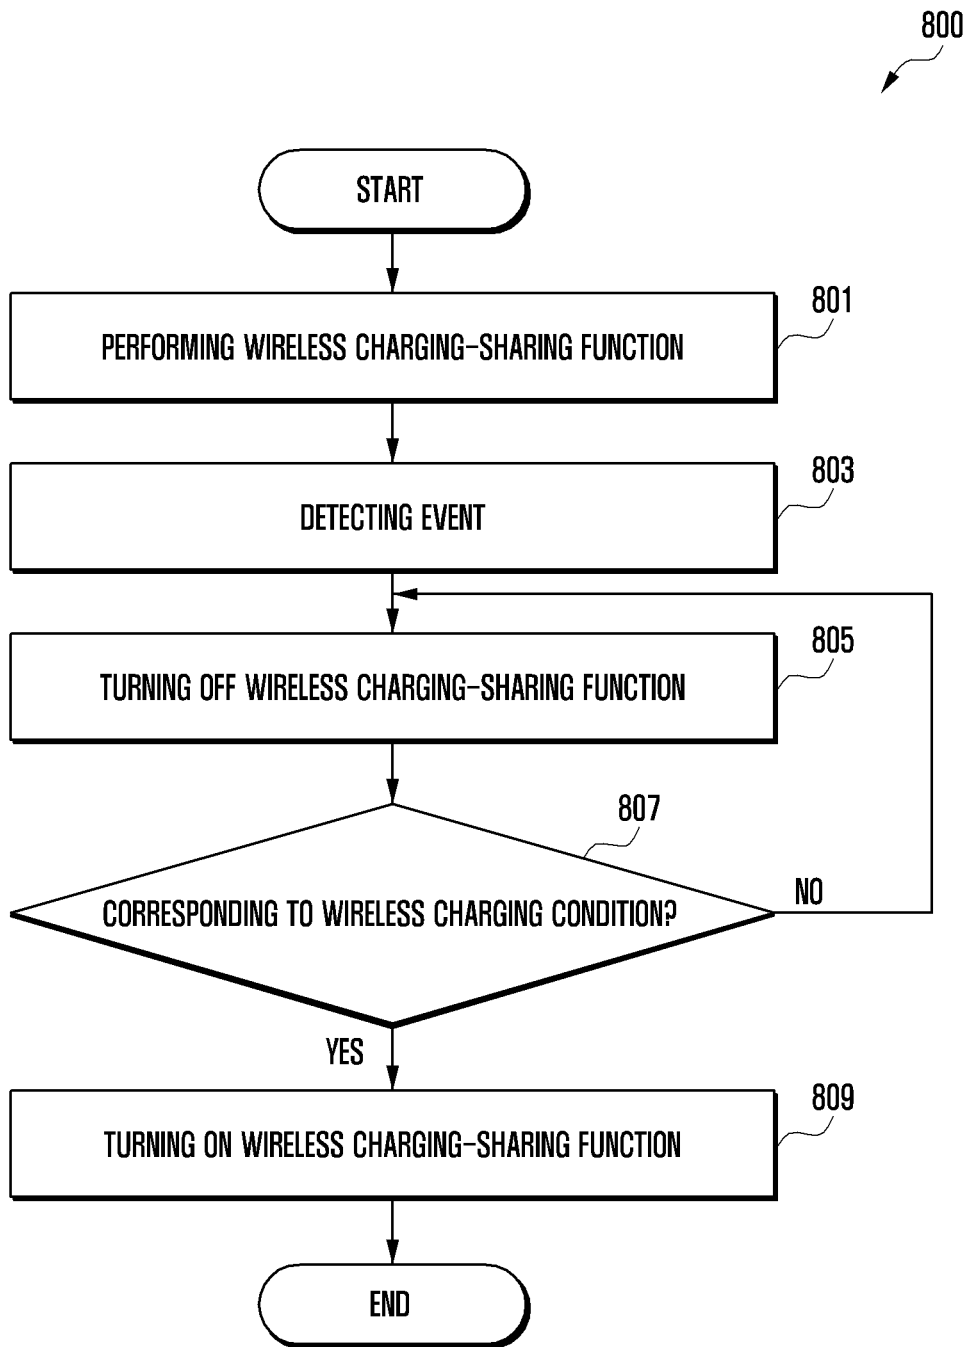 800
START
801
PERFORMING WIRELESS CHARGING-SHARING FUNCTION
803
DETECTING EVENT
805
TURNING OFF WIRELESS CHARGING-SHARING FUNCTION
807
CORRESPONDING TO WIRELESS CHARGING CONDITION?
NO
YES
809
TURNING ON WIRELESS CHARGING-SHARING FUNCTION
END